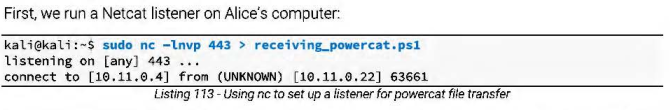 First, we run a Netcat listener on Alice's computer:
kali@kali:~$ sudo nc -lnvp 443 > receiving_powercat.ps1
listening on [any] 443 ...
connect to [10.11.0.4] from (UNKNOWN) [10.11.0.22] 63661
Listing 113 - Using nc to set up a listener for powercat file transfer